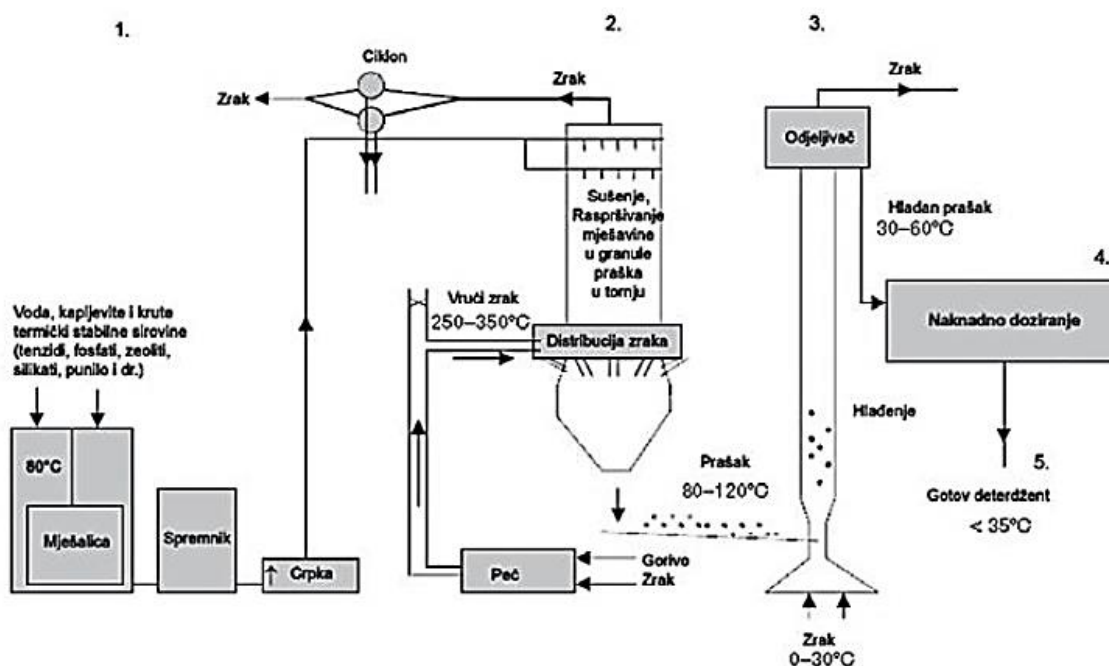 1.
2.
3.
Ciklon
Zrak
Zrak
Zrak
Odjeljivač
Sušenje,
Raspršivanje
mješavine
u granule
praška
u tornju
Hladan prašak
30–60°C
4.
Naknadno doziranje
Vrući zrak
250–350°C
Distribucija zraka
Voda, kapljevite i krute
termički stabilne sirovine
(tenzidi, fosfati, zeoliti,
silikati, punilo i dr.)
Hlađenje
80°C
Mješalica
Spremnik
Crpka
Prašak
80–120°C
5.
Gotov deterdžent
< 35°C
Peć
Gorivo
Zrak
Zrak
0–30°C